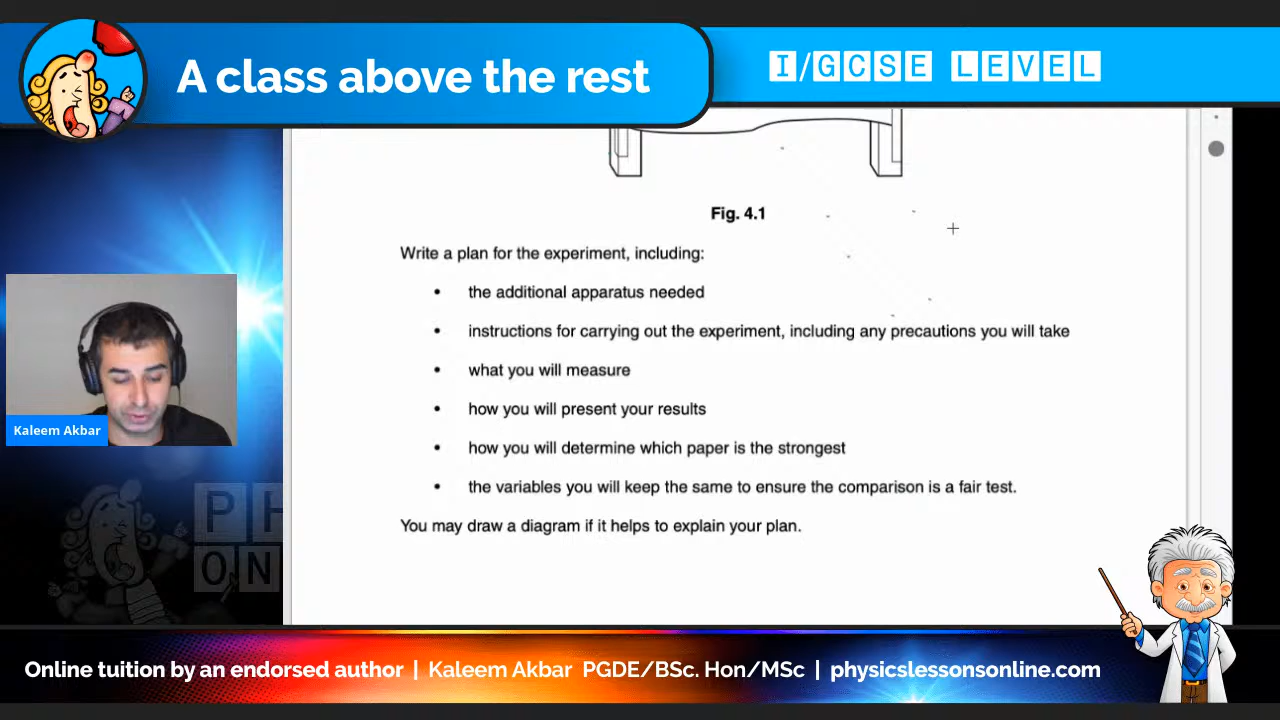 A class above the rest
I/GCSE LEVEL
Fig. 4.1
Write a plan for the experiment, including:
• the additional apparatus needed
• instructions for carrying out the experiment, including any precautions you will take
• what you will measure
• how you will present your results
• how you will determine which paper is the strongest
• the variables you will keep the same to ensure the comparison is a fair test.
You may draw a diagram if it helps to explain your plan.
Kaleem Akbar
PH
ON
Online tuition by an endorsed author | Kaleem Akbar PGDE/BSc. Hon/MSc | physicslessonsonline.com